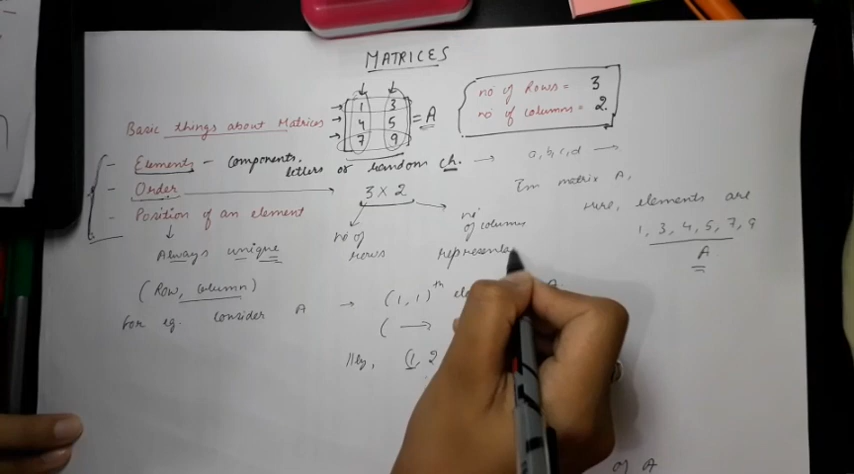 MATRICES
1 3
4 5 = A
7 9
no of Rows = 3
no of columns = 2
Basic things about Matrices
- Elements - components, letters or random ch. → a, b, c, d →
- Order → 3 × 2
- Position of an element
In matrix A,
Here, elements are
1, 3, 4, 5, 7, 9
A
no of rows
no of columns
Always unique
(Row, column)
for eg. consider A → (1, 1)th A
( →
llly, (1, 2
of A